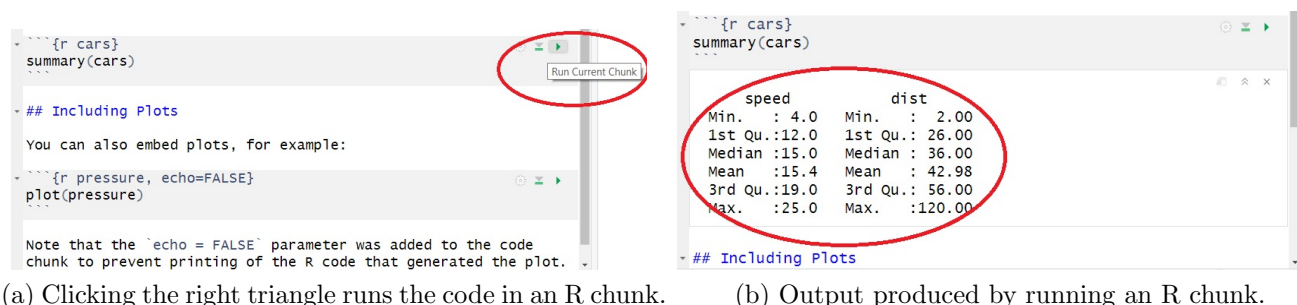 ```{r cars}
summary(cars)
```
Run Current Chunk
## Including Plots
You can also embed plots, for example:
```{r pressure, echo=FALSE}
plot(pressure)
```
Note that the `echo = FALSE` parameter was added to the code
chunk to prevent printing of the R code that generated the plot.
(a) Clicking the right triangle runs the code in an R chunk.
```{r cars}
summary(cars)
```
speed dist
Min. : 4.0 Min. : 2.00
1st Qu.:12.0 1st Qu.: 26.00
Median :15.0 Median : 36.00
Mean :15.4 Mean : 42.98
3rd Qu.:19.0 3rd Qu.: 56.00
Max. :25.0 Max. :120.00
## Including Plots
(b) Output produced by running an R chunk.